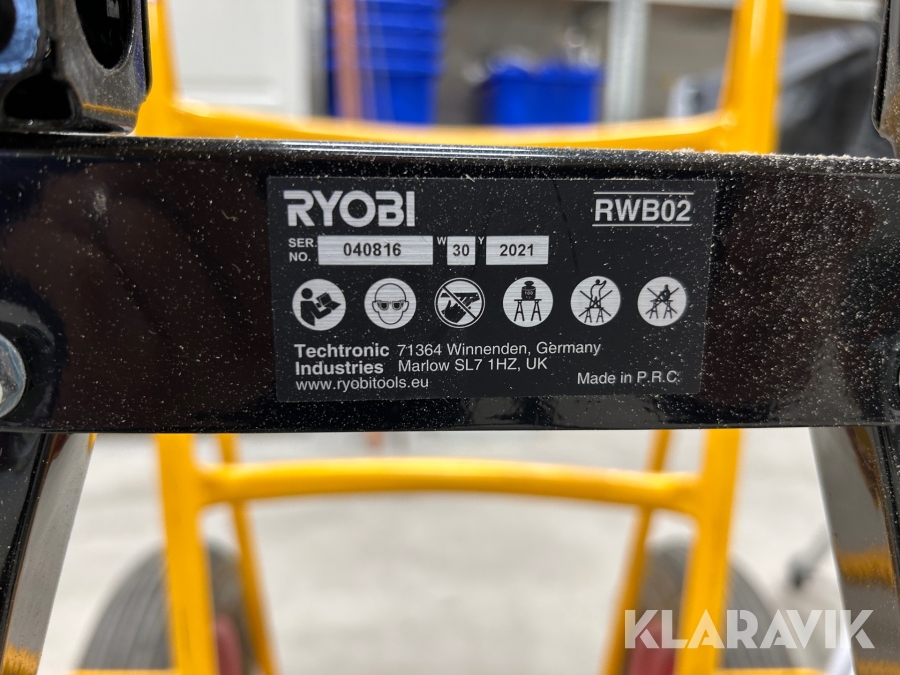 RYOBI RWB02
SER. NO. 040816 W 30 Y 2021
Techtronic 71364 Winnenden, Germany
Industries Marlow SL7 1HZ, UK
www.ryobitools.eu Made in P.R.C.
KLARAVIK